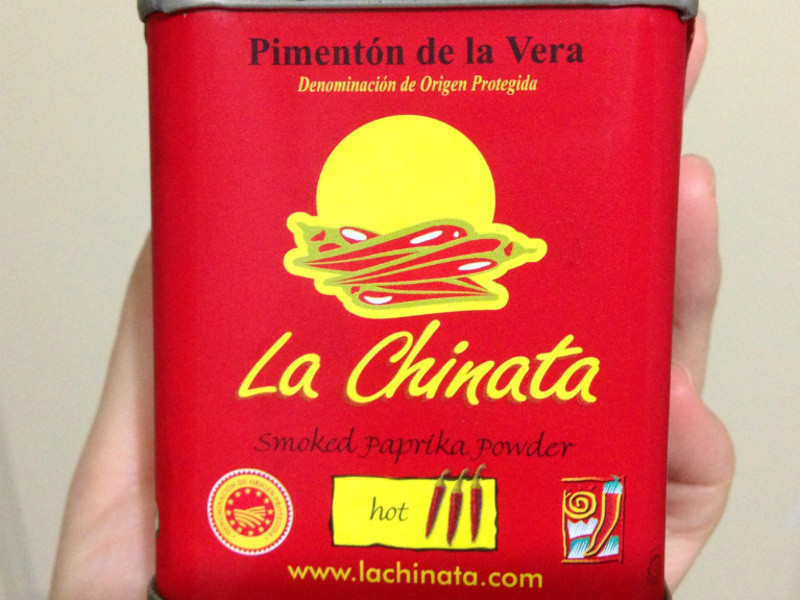 Pimentón de la Vera
Denominación de Origen Protegida
La Chinata
Smoked Paprika Powder
hot
www.lachinata.com